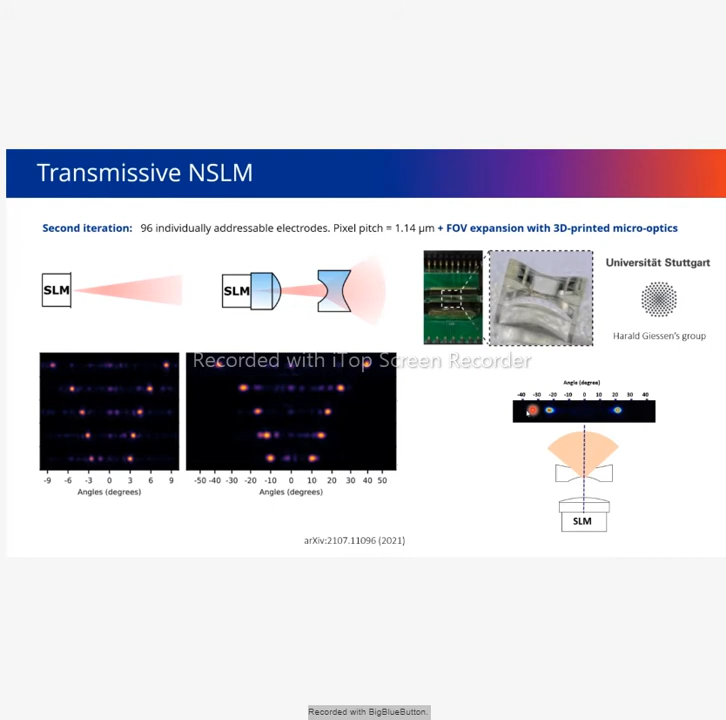 Transmissive NSLM
Second iteration: 96 individually addressable electrodes. Pixel pitch = 1.14 µm + FOV expansion with 3D-printed micro-optics
SLM
SLM
Universität Stuttgart
Harald Giessen's group
Recorded with iTop Screen Recorder
Angle (degree)
-40 -30 -20 -10 0 10 20 30 40
-9 -6 -3 0 3 6 9
Angles (degrees)
-50 -40 -30 -20 -10 0 10 20 30 40 50
Angles (degrees)
SLM
arXiv:2107.11096 (2021)
Recorded with BigBlueButton.